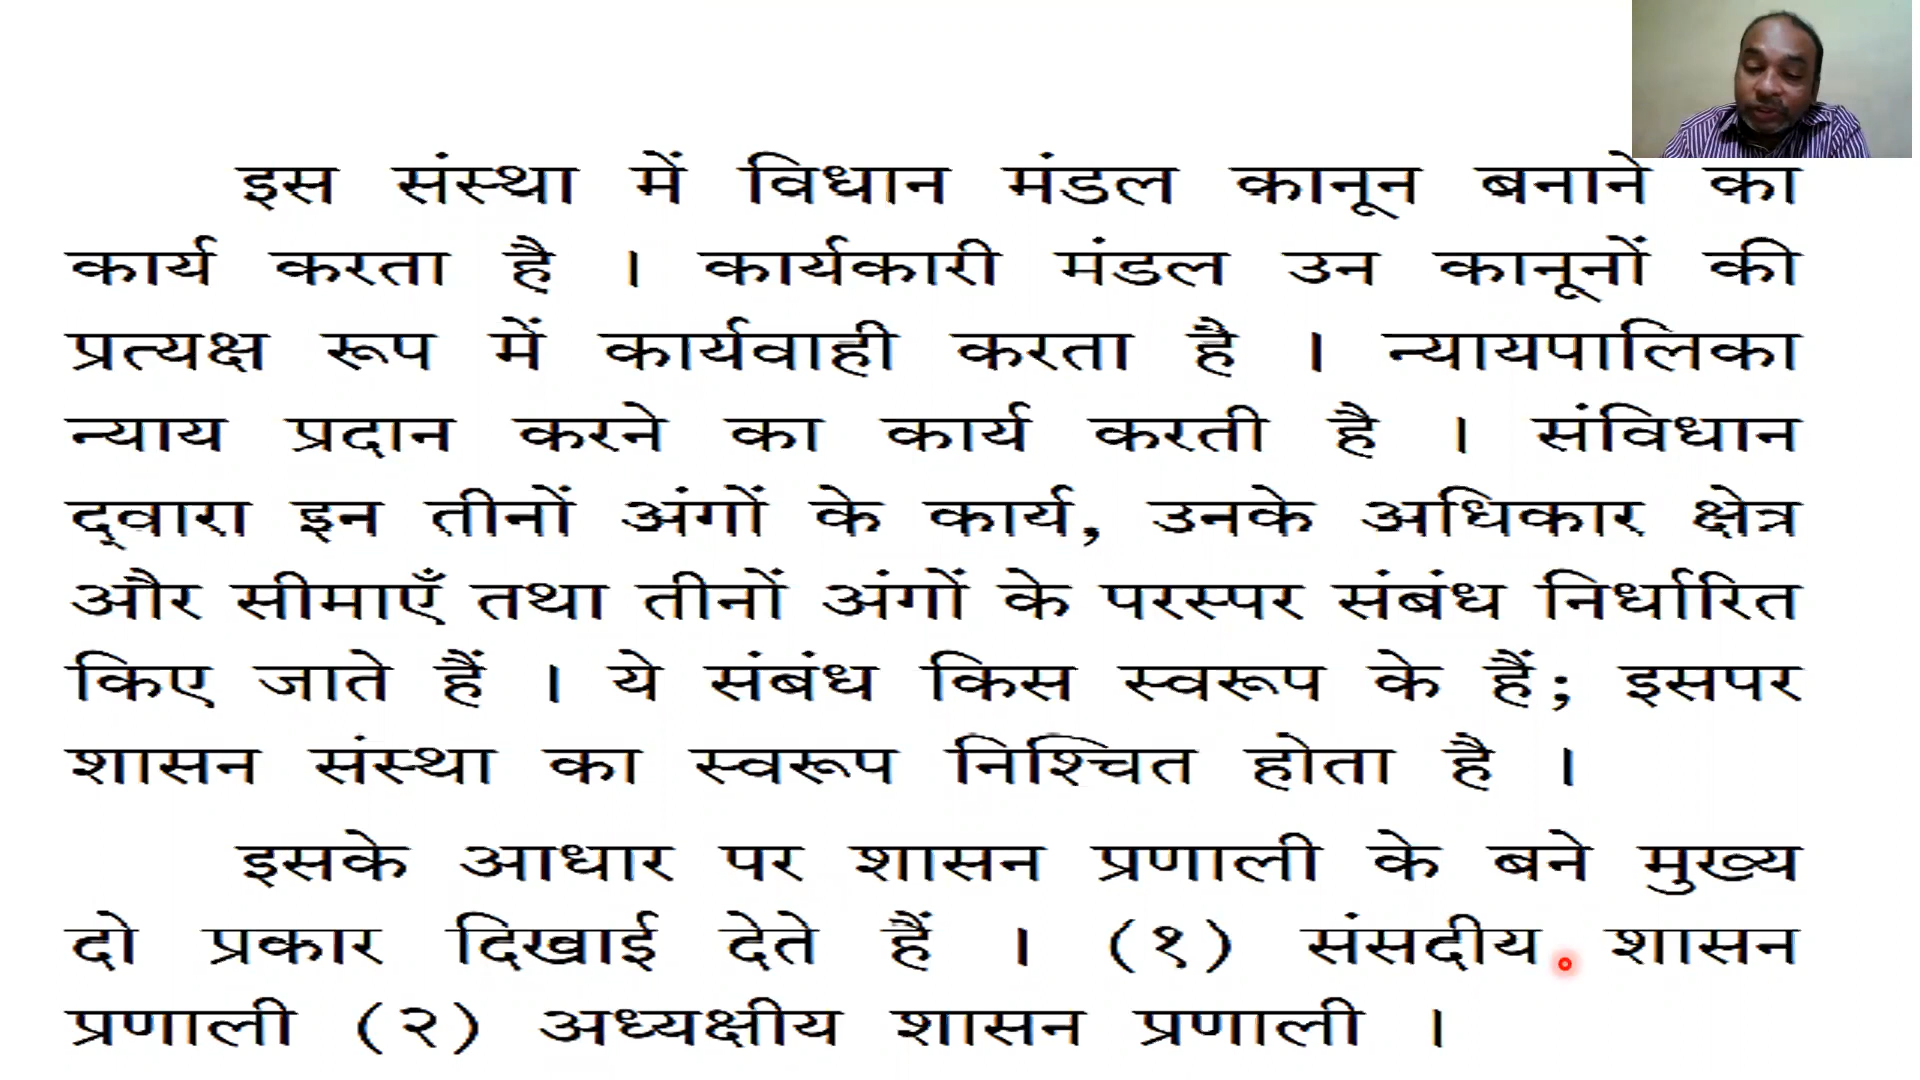 इस संस्था में विधान मंडल कानून बनाने का
कार्य करता है । कार्यकारी मंडल उन कानूनों की
प्रत्यक्ष रूप में कार्यवाही करता है । न्यायपालिका
न्याय प्रदान करने का कार्य करती है । संविधान
द्‌वारा इन तीनों अंगों के कार्य, उनके अधिकार क्षेत्र
और सीमाएँ तथा तीनों अंगों के परस्पर संबंध निर्धारित
किए जाते हैं । ये संबंध किस स्वरूप के हैं; इसपर
शासन संस्था का स्वरूप निश्चित होता है ।
इसके आधार पर शासन प्रणाली के बने मुख्य
दो प्रकार दिखाई देते हैं । (१) संसदीय शासन
प्रणाली (२) अध्यक्षीय शासन प्रणाली ।